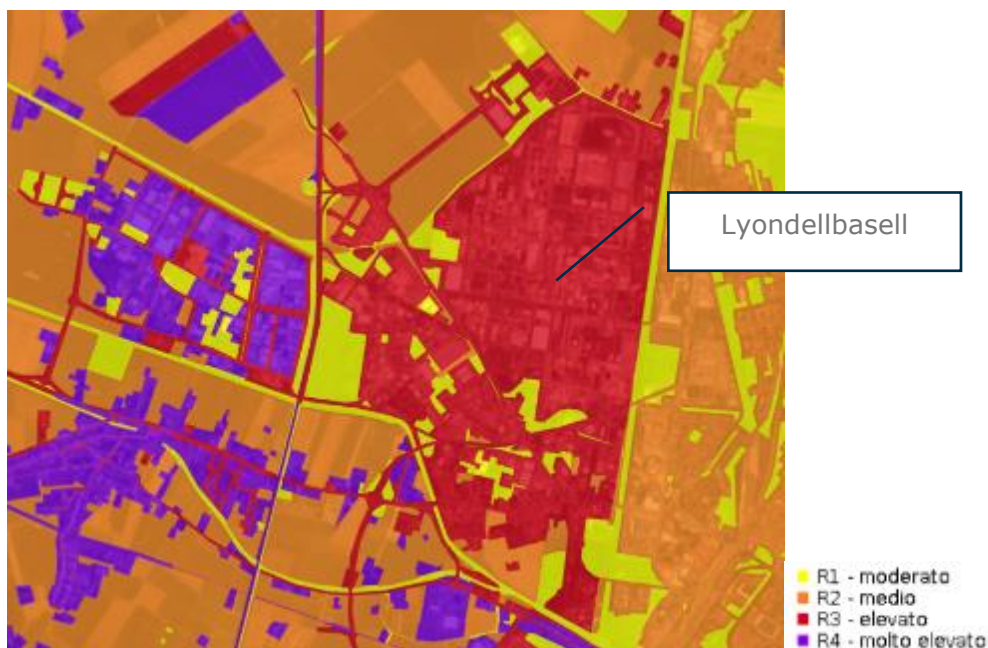 Lyondellbasell
R1 - moderato
R2 - medio
R3 - elevato
R4 - molto elevato